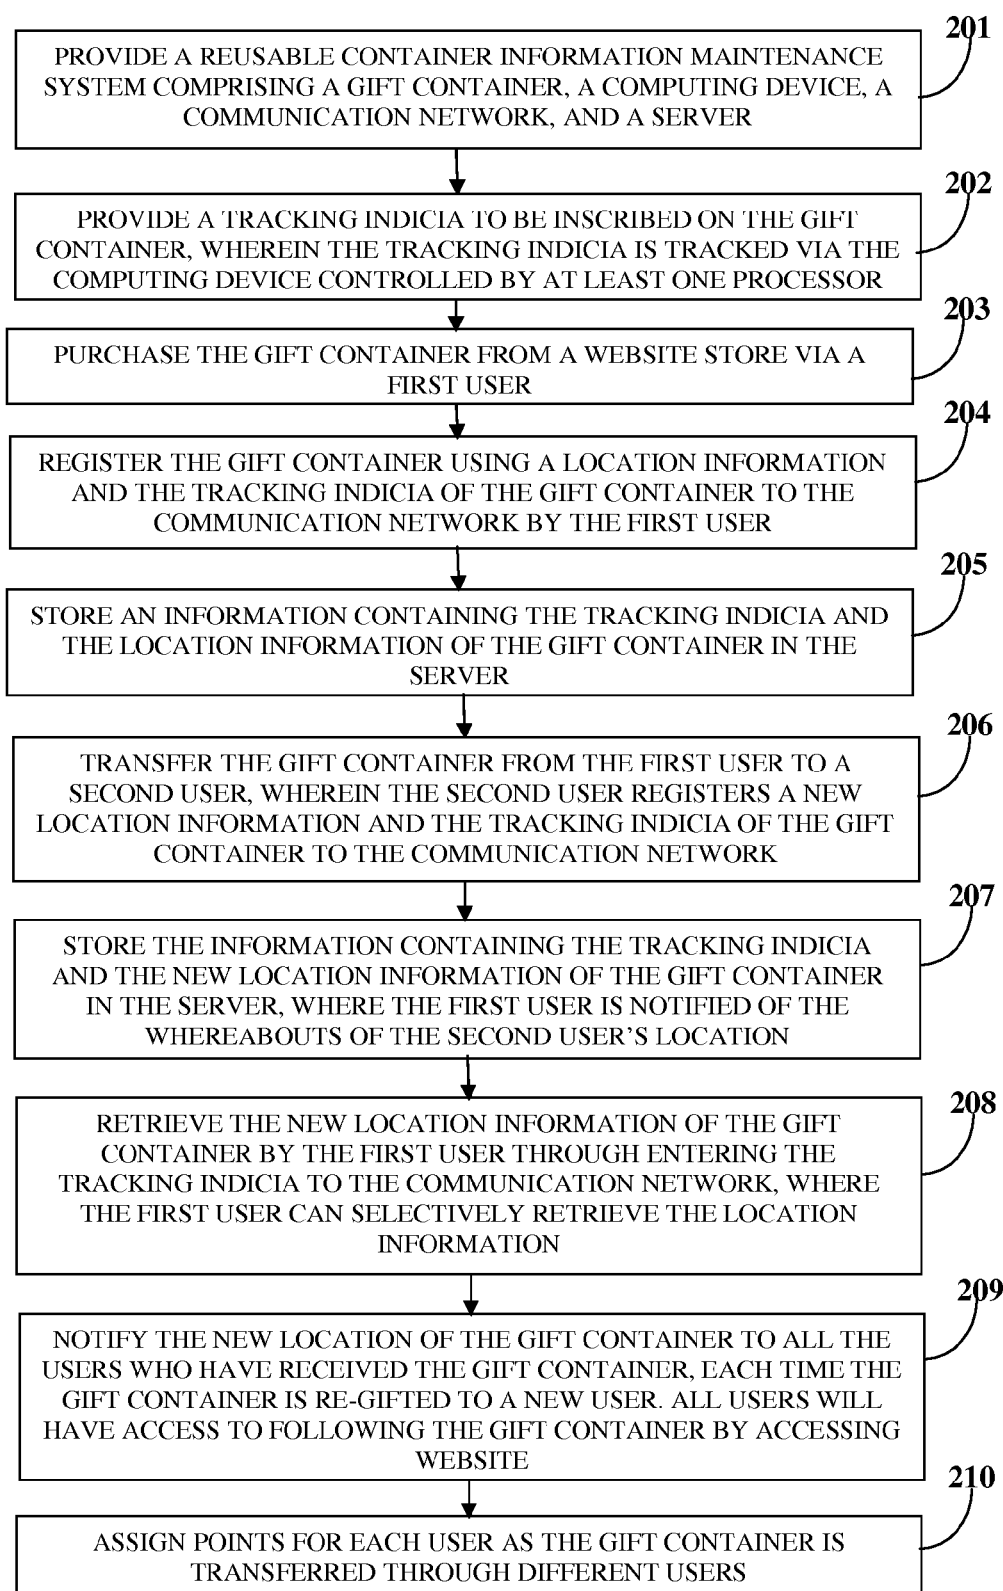 201
PROVIDE A REUSABLE CONTAINER INFORMATION MAINTENANCE
SYSTEM COMPRISING A GIFT CONTAINER, A COMPUTING DEVICE, A
COMMUNICATION NETWORK, AND A SERVER
202
PROVIDE A TRACKING INDICIA TO BE INSCRIBED ON THE GIFT
CONTAINER, WHEREIN THE TRACKING INDICIA IS TRACKED VIA THE
COMPUTING DEVICE CONTROLLED BY AT LEAST ONE PROCESSOR
203
PURCHASE THE GIFT CONTAINER FROM A WEBSITE STORE VIA A
FIRST USER
204
REGISTER THE GIFT CONTAINER USING A LOCATION INFORMATION
AND THE TRACKING INDICIA OF THE GIFT CONTAINER TO THE
COMMUNICATION NETWORK BY THE FIRST USER
205
STORE AN INFORMATION CONTAINING THE TRACKING INDICIA AND
THE LOCATION INFORMATION OF THE GIFT CONTAINER IN THE
SERVER
206
TRANSFER THE GIFT CONTAINER FROM THE FIRST USER TO A
SECOND USER, WHEREIN THE SECOND USER REGISTERS A NEW
LOCATION INFORMATION AND THE TRACKING INDICIA OF THE GIFT
CONTAINER TO THE COMMUNICATION NETWORK
207
STORE THE INFORMATION CONTAINING THE TRACKING INDICIA
AND THE NEW LOCATION INFORMATION OF THE GIFT CONTAINER
IN THE SERVER, WHERE THE FIRST USER IS NOTIFIED OF THE
WHEREABOUTS OF THE SECOND USER'S LOCATION
208
RETRIEVE THE NEW LOCATION INFORMATION OF THE GIFT
CONTAINER BY THE FIRST USER THROUGH ENTERING THE
TRACKING INDICIA TO THE COMMUNICATION NETWORK, WHERE
THE FIRST USER CAN SELECTIVELY RETRIEVE THE LOCATION
INFORMATION
209
NOTIFY THE NEW LOCATION OF THE GIFT CONTAINER TO ALL THE
USERS WHO HAVE RECEIVED THE GIFT CONTAINER, EACH TIME THE
GIFT CONTAINER IS RE-GIFTED TO A NEW USER. ALL USERS WILL
HAVE ACCESS TO FOLLOWING THE GIFT CONTAINER BY ACCESSING
WEBSITE
210
ASSIGN POINTS FOR EACH USER AS THE GIFT CONTAINER IS
TRANSFERRED THROUGH DIFFERENT USERS